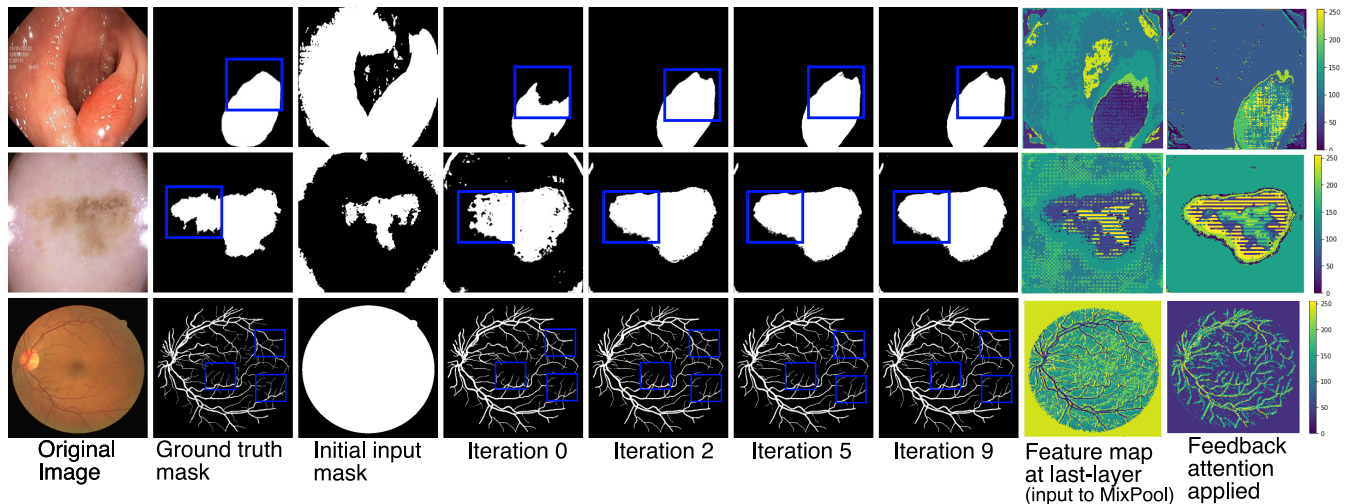 250
200
150
100
50
0
250
200
150
100
50
0
250
200
150
100
50
0
Original
Image
Ground truth
mask
Initial input
mask
Iteration 0
Iteration 2
Iteration 5
Iteration 9
Feature map
at last-layer
(input to MixPool)
Feedback
attention
applied